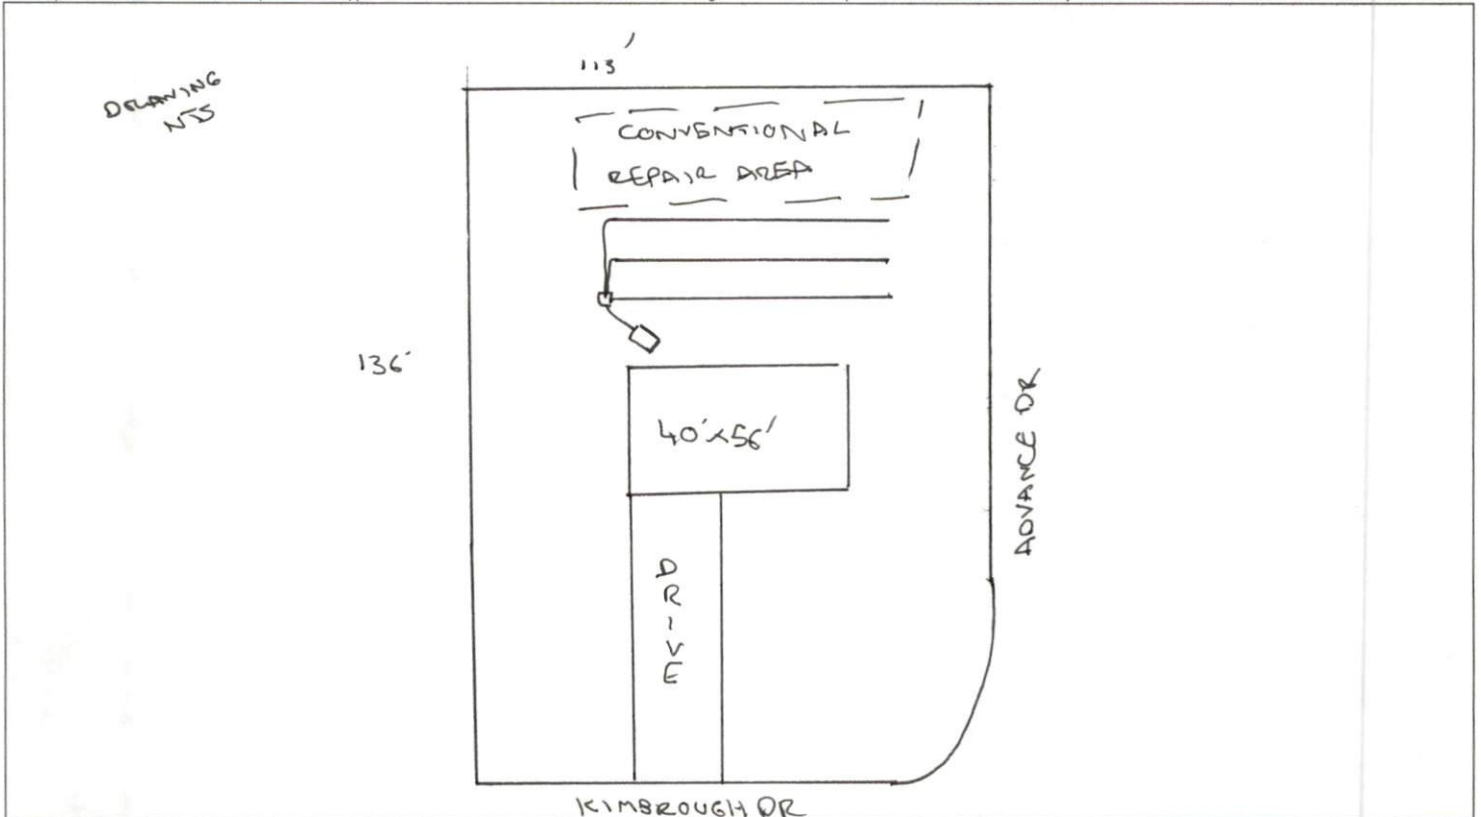 113'
DRAWING
NTS
CONVENTIONAL
REPAIR AREA
136'
40'x56'
ADVANCE DR
DRIVE
KIMBROUGH DR